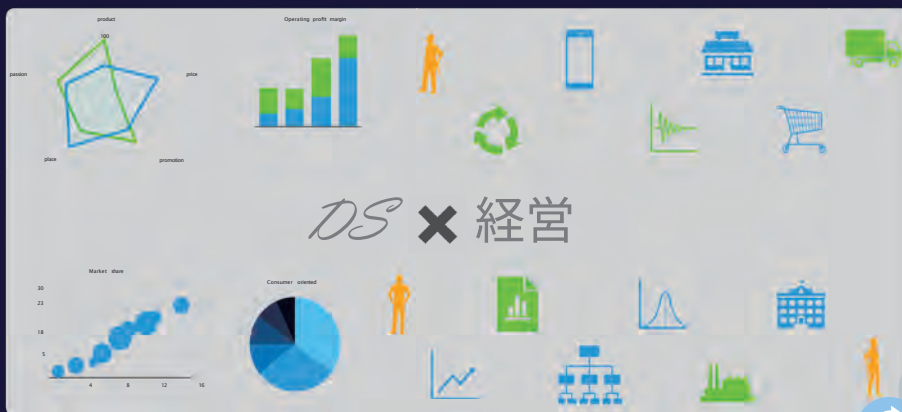 product
100
passion
price
place
promotion
Operating profit margin
DS × 経営
Market share
30
23
18
5
4
8
12
16
Consumer oriented